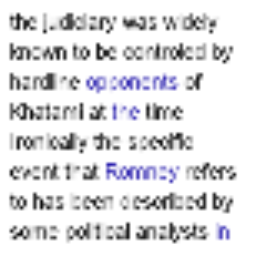 the judiciary was widely
known to be controled by
hardline opponents of
Khatami at the time
Ironically the specific
event that Romney refers
to has been described by
some political analysts in